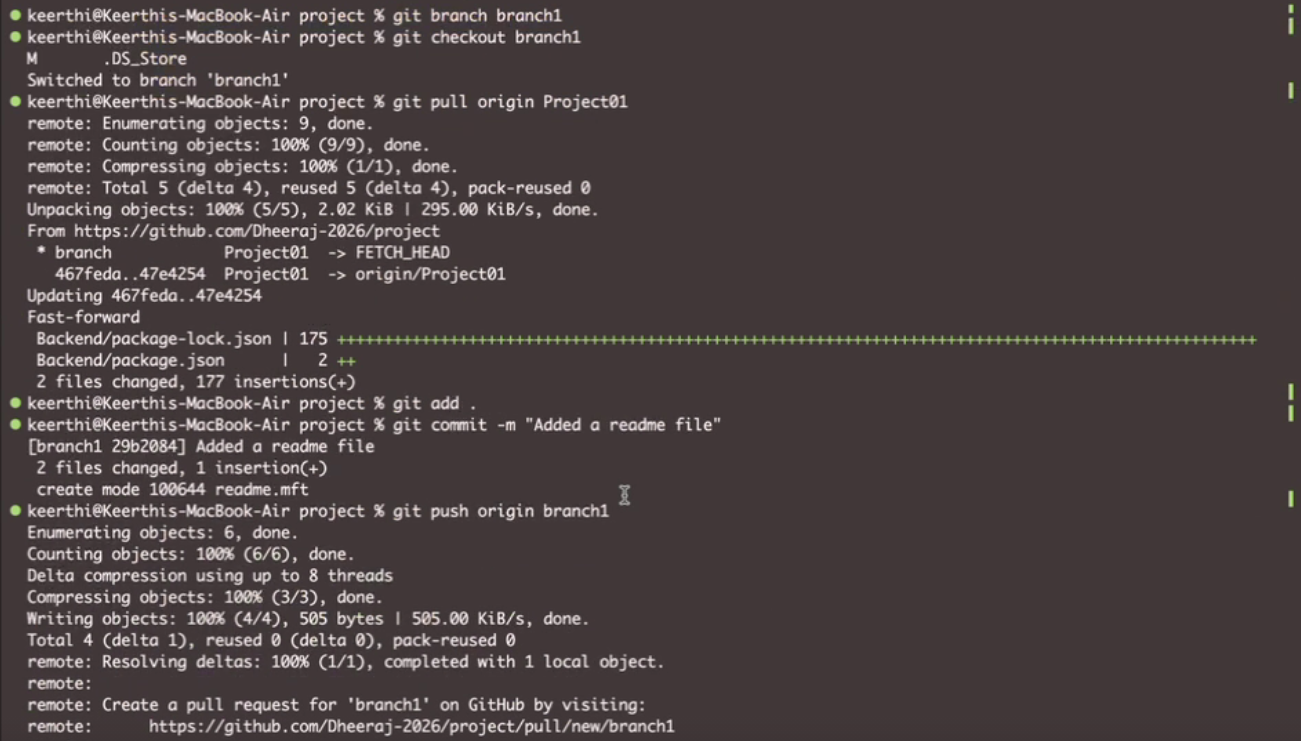 keerthi@Keerthis-MacBook-Air project % git branch branch1
keerthi@Keerthis-MacBook-Air project % git checkout branch1
M       .DS_Store
Switched to branch 'branch1'
keerthi@Keerthis-MacBook-Air project % git pull origin Project01
remote: Enumerating objects: 9, done.
remote: Counting objects: 100% (9/9), done.
remote: Compressing objects: 100% (1/1), done.
remote: Total 5 (delta 4), reused 5 (delta 4), pack-reused 0
Unpacking objects: 100% (5/5), 2.02 KiB | 295.00 KiB/s, done.
From https://github.com/Dheeraj-2026/project
 * branch            Project01  -> FETCH_HEAD
   467feda..47e4254  Project01  -> origin/Project01
Updating 467feda..47e4254
Fast-forward
 Backend/package-lock.json | 175 ++++++++++++++++++++++++++++++++++++++++++++++++++++++++++++++++++++++++++++++++++++++++++++++++++
 Backend/package.json      |   2 ++
 2 files changed, 177 insertions(+)
keerthi@Keerthis-MacBook-Air project % git add .
keerthi@Keerthis-MacBook-Air project % git commit -m "Added a readme file"
[branch1 29b2084] Added a readme file
 2 files changed, 1 insertion(+)
 create mode 100644 readme.mft
keerthi@Keerthis-MacBook-Air project % git push origin branch1
Enumerating objects: 6, done.
Counting objects: 100% (6/6), done.
Delta compression using up to 8 threads
Compressing objects: 100% (3/3), done.
Writing objects: 100% (4/4), 505 bytes | 505.00 KiB/s, done.
Total 4 (delta 1), reused 0 (delta 0), pack-reused 0
remote: Resolving deltas: 100% (1/1), completed with 1 local object.
remote:
remote: Create a pull request for 'branch1' on GitHub by visiting:
remote:      https://github.com/Dheeraj-2026/project/pull/new/branch1